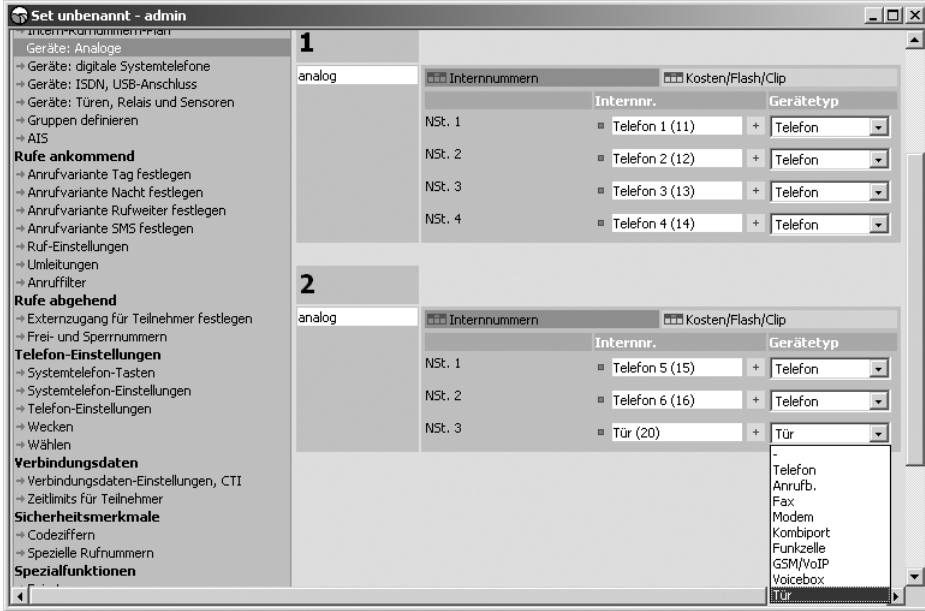 Set unbenannt - admin
Intern-Rufnummern-Plan
Geräte: Analoge
Geräte: digitale Systemtelefone
Geräte: ISDN, USB-Anschluss
Geräte: Türen, Relais und Sensoren
Gruppen definieren
AIS
Rufe ankommend
Anrufvariante Tag festlegen
Anrufvariante Nacht festlegen
Anrufvariante Rufweiter festlegen
Anrufvariante SMS festlegen
Ruf-Einstellungen
Umleitungen
Anruffilter
Rufe abgehend
Externzugang für Teilnehmer festlegen
Frei- und Sperrnummern
Telefon-Einstellungen
Systemtelefon-Tasten
Systemtelefon-Einstellungen
Telefon-Einstellungen
Wecken
Wählen
Verbindungsdaten
Verbindungsdaten-Einstellungen, CTI
Zeitlimits für Teilnehmer
Sicherheitsmerkmale
Codeziffern
Spezielle Rufnummern
Spezialfunktionen
1
analog
Internnummern Kosten/Flash/Clip
Internnr. Gerätetyp
NSt. 1 Telefon 1 (11) + Telefon
NSt. 2 Telefon 2 (12) + Telefon
NSt. 3 Telefon 3 (13) + Telefon
NSt. 4 Telefon 4 (14) + Telefon
2
analog
Internnummern Kosten/Flash/Clip
Internnr. Gerätetyp
NSt. 1 Telefon 5 (15) + Telefon
NSt. 2 Telefon 6 (16) + Telefon
NSt. 3 Tür (20) + Tür
-
Telefon
Anrufb.
Fax
Modem
Kombiport
Funkzelle
GSM/VoIP
Voicebox
Tür